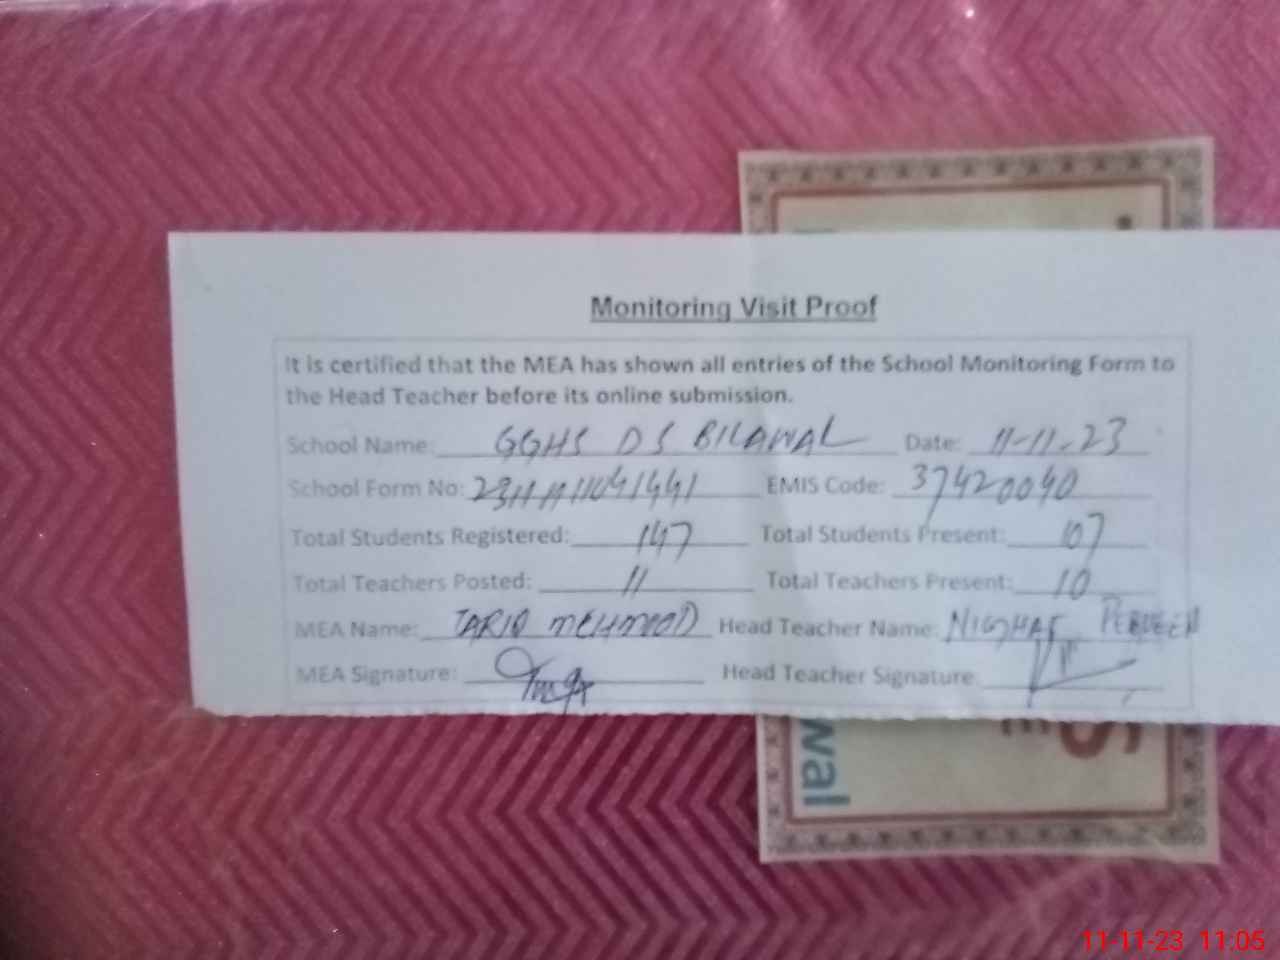 Monitoring Visit Proof
It is certified that the MEA has shown all entries of the School Monitoring Form to
the Head Teacher before its online submission.
School Name: GGHS DS BILAWAL Date: 11-11-23
School Form No: EMIS Code: 37420040
Total Students Registered: 147 Total Students Present: 107
Total Teachers Posted: 11 Total Teachers Present: 10
MEA Name: TARIQ MEHMOOD Head Teacher Name: NIGHAT PERVEEN
MEA Signature: Head Teacher Signature
wal
11-11-23 11:05